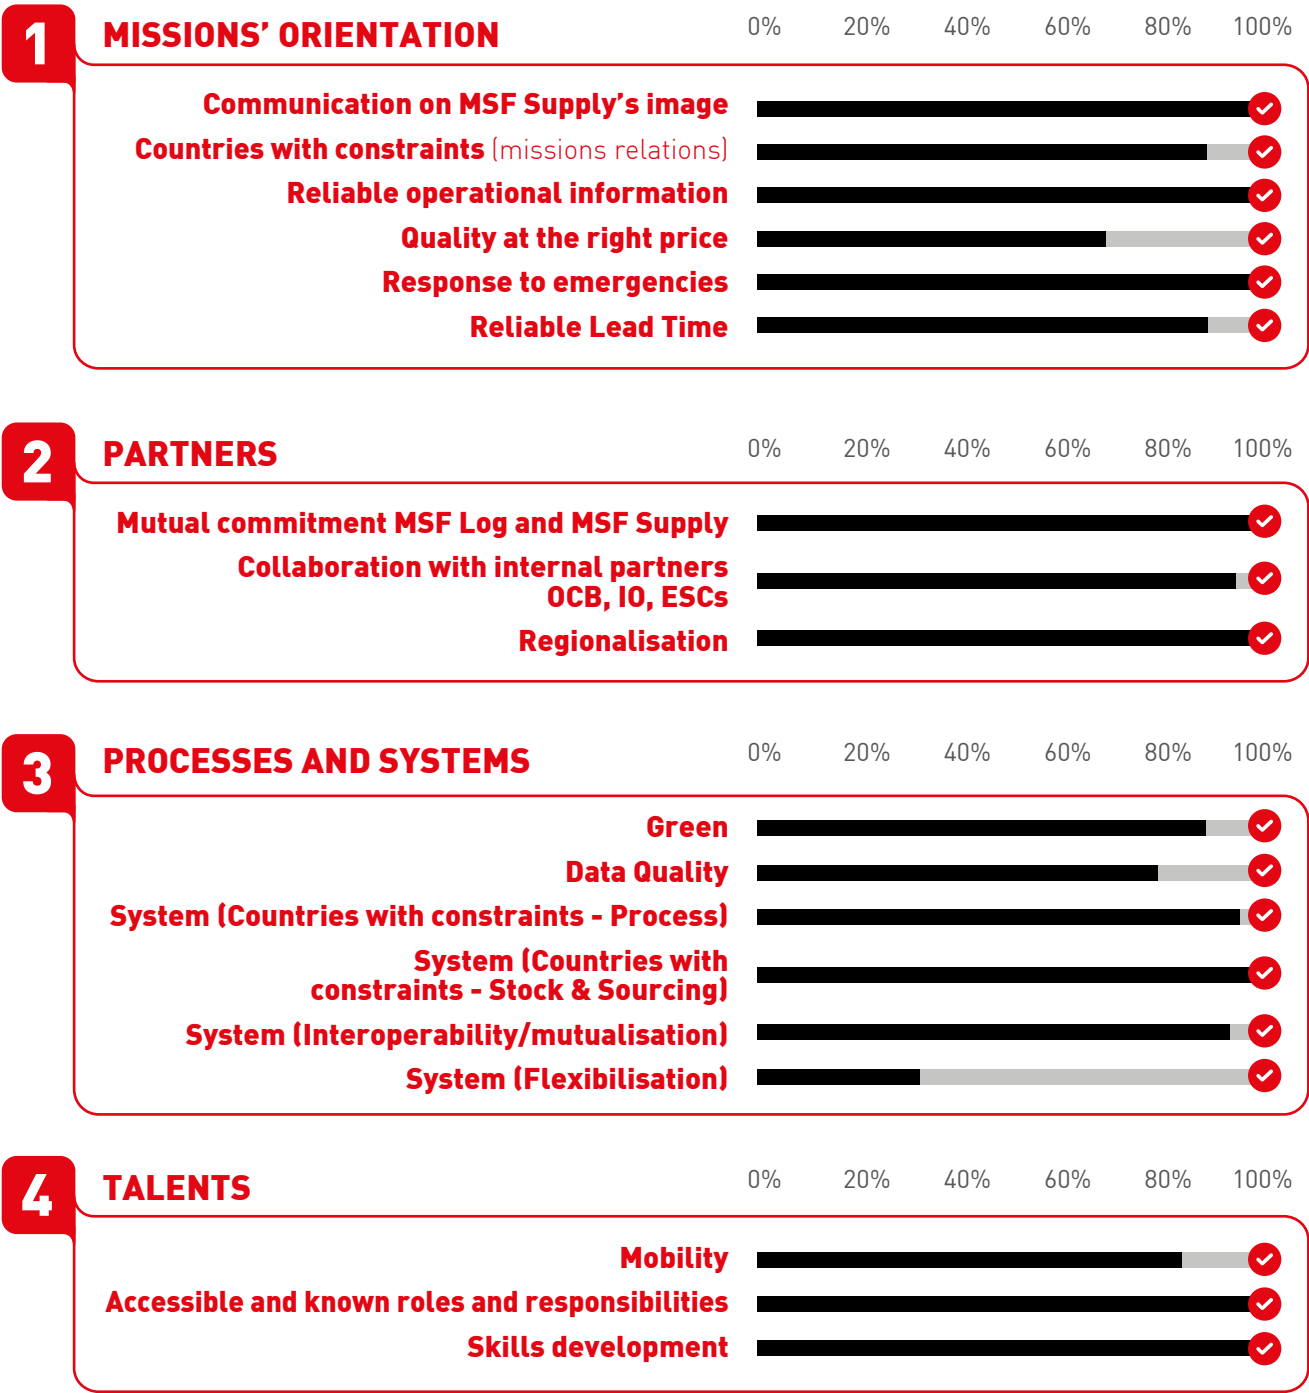 1
MISSIONS’ ORIENTATION
0% 20% 40% 60% 80% 100%
Communication on MSF Supply’s image
Countries with constraints (missions relations)
Reliable operational information
Quality at the right price
Response to emergencies
Reliable Lead Time
2
PARTNERS
0% 20% 40% 60% 80% 100%
Mutual commitment MSF Log and MSF Supply
Collaboration with internal partners
OCB, IO, ESCs
Regionalisation
3
PROCESSES AND SYSTEMS
0% 20% 40% 60% 80% 100%
Green
Data Quality
System (Countries with constraints - Process)
System (Countries with
constraints - Stock & Sourcing)
System (Interoperability/mutualisation)
System (Flexibilisation)
4
TALENTS
0% 20% 40% 60% 80% 100%
Mobility
Accessible and known roles and responsibilities
Skills development